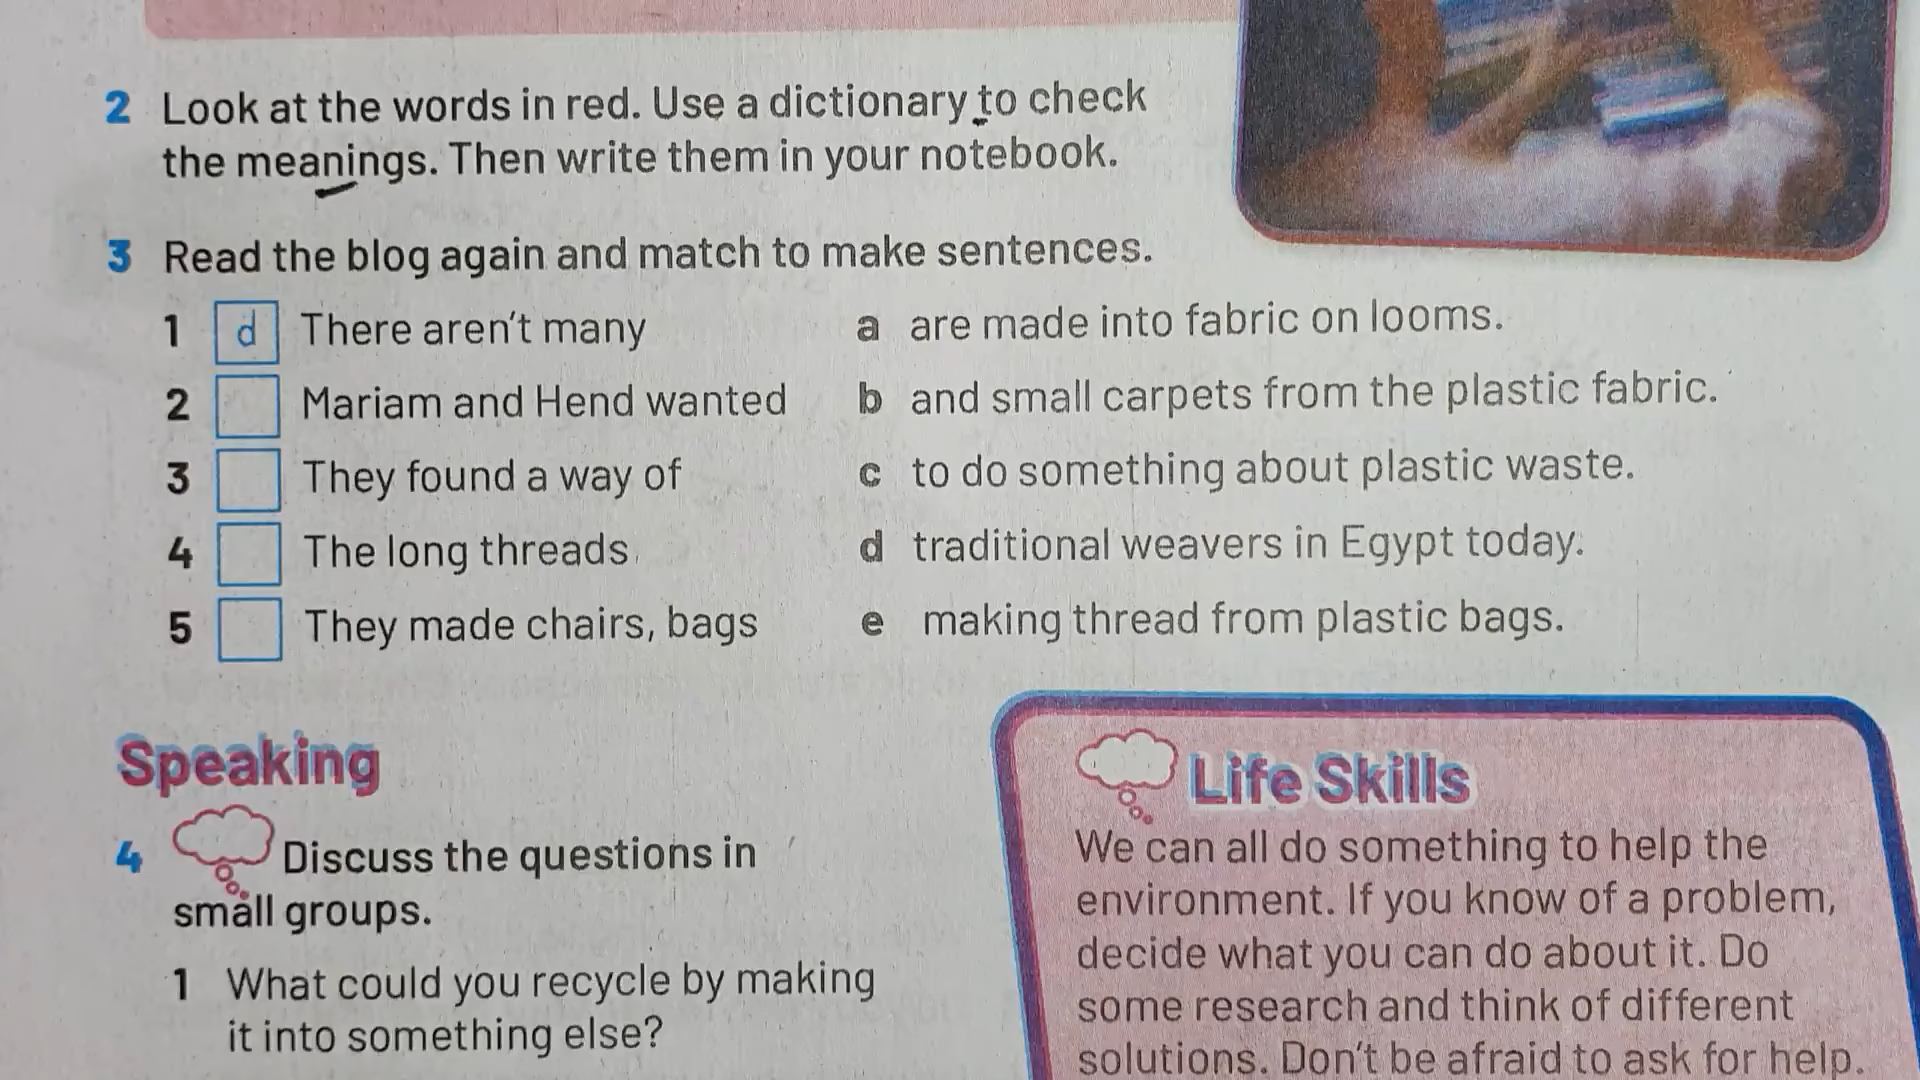 2 Look at the words in red. Use a dictionary to check
the meanings. Then write them in your notebook.
3 Read the blog again and match to make sentences.
1 d There aren't many
2 Mariam and Hend wanted
3 They found a way of
4 The long threads
5 They made chairs, bags
a are made into fabric on looms.
b and small carpets from the plastic fabric.
c to do something about plastic waste.
d traditional weavers in Egypt today.
e making thread from plastic bags.
Speaking
4 Discuss the questions in
small groups.
1 What could you recycle by making
it into something else?
Life Skills
We can all do something to help the
environment. If you know of a problem,
decide what you can do about it. Do
some research and think of different
solutions. Don't be afraid to ask for help.